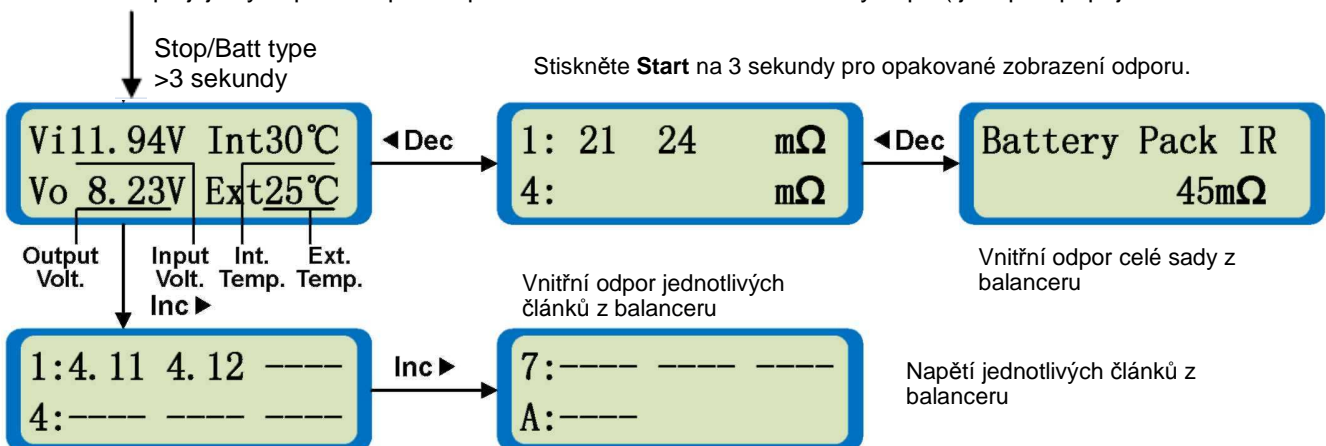 Stop/Batt type
>3 sekundy
Stiskněte Start na 3 sekundy pro opakované zobrazení odporu.
Vi11.94V Int30℃
Vo 8.23V Ext25℃
◄Dec
1: 21 24 mΩ
4: mΩ
◄Dec
Battery Pack IR
45mΩ
Output Volt.
Input Volt.
Int. Temp.
Ext. Temp.
Inc►
Vnitřní odpor jednotlivých
článků z balanceru
Vnitřní odpor celé sady z
balanceru
1:4.11 4.12 ----
4:---- ---- ----
Inc►
7:---- ---- ----
A:----
Napětí jednotlivých článků z
balanceru